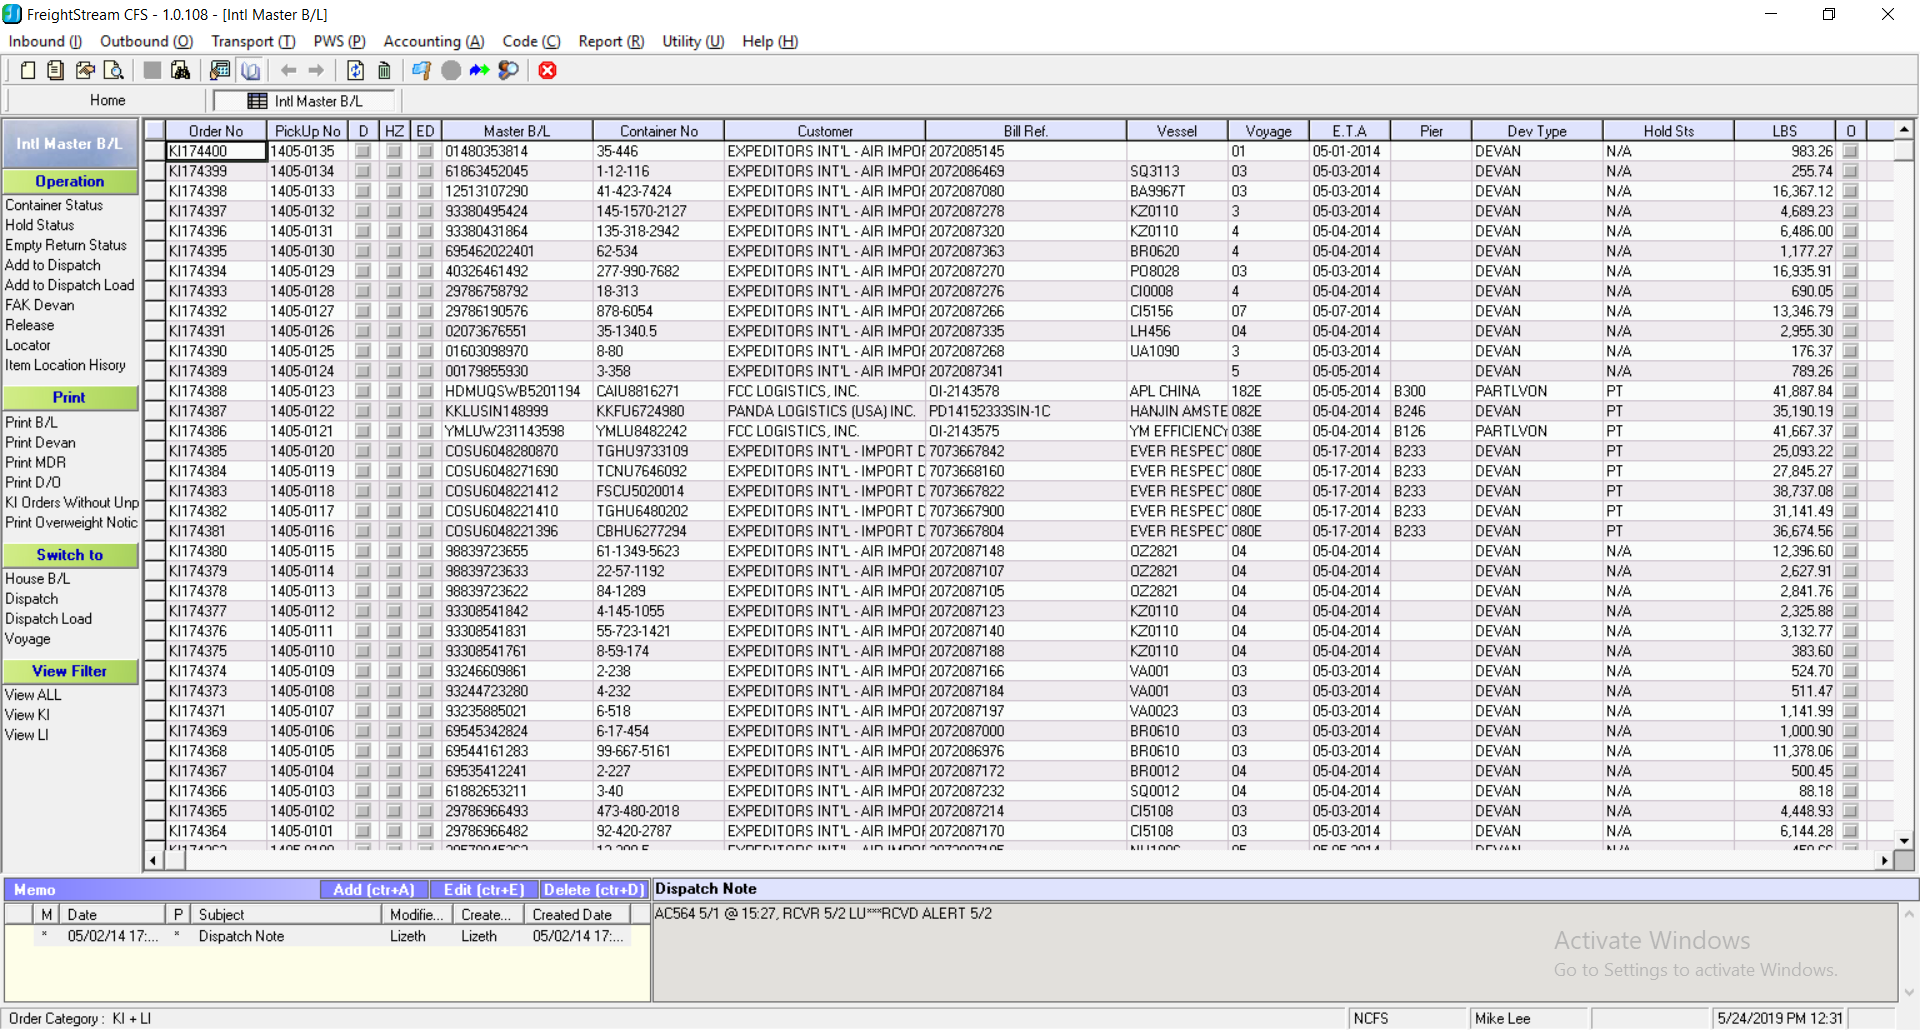 FreightStream CFS - 1.0.108 - [Intl Master B/L]
Inbound (I) Outbound (O) Transport (T) PWS (P) Accounting (A) Code (C) Report (R) Utility (U) Help (H)
Home Intl Master B/L
Intl Master B/L
Operation
Container Status
Hold Status
Empty Return Status
Add to Dispatch
Add to Dispatch Load
FAK Devan
Release
Locator
Item Location Hisory
Print
Print B/L
Print Devan
Print MDR
Print D/O
KI Orders Without Unp
Print Overweight Notic
Switch to
House B/L
Dispatch
Dispatch Load
Voyage
View Filter
View ALL
View KI
View LI
Order No PickUp No D HZ ED Master B/L Container No Customer Bill Ref. Vessel Voyage E.T.A Pier Dev Type Hold Sts LBS O
KI174400 1405-0135 01480353814 35-446 EXPEDITORS INT'L - AIR IMPOF 2072085145 01 05-01-2014 DEVAN N/A 983.26
KI174399 1405-0134 61863452045 1-12-116 EXPEDITORS INT'L - AIR IMPOF 2072086469 SQ3113 03 05-03-2014 DEVAN N/A 255.74
KI174398 1405-0133 12513107290 41-423-7424 EXPEDITORS INT'L - AIR IMPOF 2072087080 BA9967T 03 05-03-2014 DEVAN N/A 16,367.12
KI174397 1405-0132 93380495424 145-1570-2127 EXPEDITORS INT'L - AIR IMPOF 2072087278 KZ0110 3 05-03-2014 DEVAN N/A 4,689.23
KI174396 1405-0131 93380431864 135-318-2942 EXPEDITORS INT'L - AIR IMPOF 2072087320 KZ0110 4 05-04-2014 DEVAN N/A 6,486.00
KI174395 1405-0130 695462022401 62-534 EXPEDITORS INT'L - AIR IMPOF 2072087363 BR0620 4 05-04-2014 DEVAN N/A 1,177.27
KI174394 1405-0129 40326461492 277-990-7682 EXPEDITORS INT'L - AIR IMPOF 2072087270 PO8028 03 05-03-2014 DEVAN N/A 16,935.91
KI174393 1405-0128 29786758792 18-313 EXPEDITORS INT'L - AIR IMPOF 2072087276 CI0008 4 05-04-2014 DEVAN N/A 690.05
KI174392 1405-0127 29786190576 878-6054 EXPEDITORS INT'L - AIR IMPOF 2072087266 CI5156 07 05-07-2014 DEVAN N/A 13,346.79
KI174391 1405-0126 02073676551 35-1340.5 EXPEDITORS INT'L - AIR IMPOF 2072087335 LH456 04 05-04-2014 DEVAN N/A 2,955.30
KI174390 1405-0125 01603098970 8-80 EXPEDITORS INT'L - AIR IMPOF 2072087268 UA1090 3 05-03-2014 DEVAN N/A 176.37
KI174389 1405-0124 00179855930 3-358 EXPEDITORS INT'L - AIR IMPOF 2072087341 5 05-05-2014 DEVAN N/A 789.26
KI174388 1405-0123 HDMUQSWB5201194 CAIU8816271 FCC LOGISTICS, INC. OI-2143578 APL CHINA 182E 05-05-2014 B300 PARTLVON PT 41,887.84
KI174387 1405-0122 KKLUSIN148999 KKFU6724980 PANDA LOGISTICS (USA) INC. PD14152333SIN-1C HANJIN AMSTE 082E 05-04-2014 B246 DEVAN PT 35,190.19
KI174386 1405-0121 YMLUW231143598 YMLU8482242 FCC LOGISTICS, INC. OI-2143575 YM EFFICIENCY 038E 05-04-2014 B126 PARTLVON PT 41,667.37
KI174385 1405-0120 COSU6048280870 TGHU9733109 EXPEDITORS INT'L - IMPORT D 7073667842 EVER RESPEC 080E 05-17-2014 B233 DEVAN PT 25,093.22
KI174384 1405-0119 COSU6048271690 TCNU7646092 EXPEDITORS INT'L - IMPORT D 7073668160 EVER RESPEC 080E 05-17-2014 B233 DEVAN PT 27,845.27
KI174383 1405-0118 COSU6048221412 FSCU5020014 EXPEDITORS INT'L - IMPORT D 7073667822 EVER RESPEC 080E 05-17-2014 B233 DEVAN PT 38,737.08
KI174382 1405-0117 COSU6048221410 TGHU6480202 EXPEDITORS INT'L - IMPORT D 7073667900 EVER RESPEC 080E 05-17-2014 B233 DEVAN PT 31,141.49
KI174381 1405-0116 COSU6048221396 CBHU6277294 EXPEDITORS INT'L - IMPORT D 7073667804 EVER RESPEC 080E 05-17-2014 B233 DEVAN PT 36,674.56
KI174380 1405-0115 98839723655 61-1349-5623 EXPEDITORS INT'L - AIR IMPOF 2072087148 OZ2821 04 05-04-2014 DEVAN N/A 12,396.60
KI174379 1405-0114 98839723633 22-57-1192 EXPEDITORS INT'L - AIR IMPOF 2072087107 OZ2821 04 05-04-2014 DEVAN N/A 2,627.91
KI174378 1405-0113 98839723622 84-1289 EXPEDITORS INT'L - AIR IMPOF 2072087105 OZ2821 04 05-04-2014 DEVAN N/A 2,841.76
KI174377 1405-0112 93308541842 4-145-1055 EXPEDITORS INT'L - AIR IMPOF 2072087123 KZ0110 04 05-04-2014 DEVAN N/A 2,325.88
KI174376 1405-0111 93308541831 55-723-1421 EXPEDITORS INT'L - AIR IMPOF 2072087140 KZ0110 04 05-04-2014 DEVAN N/A 3,132.77
KI174375 1405-0110 93308541761 8-59-174 EXPEDITORS INT'L - AIR IMPOF 2072087188 KZ0110 04 05-04-2014 DEVAN N/A 383.60
KI174374 1405-0109 93246609861 2-238 EXPEDITORS INT'L - AIR IMPOF 2072087166 VA001 03 05-03-2014 DEVAN N/A 524.70
KI174373 1405-0108 93244723280 4-232 EXPEDITORS INT'L - AIR IMPOF 2072087184 VA001 03 05-03-2014 DEVAN N/A 511.47
KI174371 1405-0107 93235885021 6-518 EXPEDITORS INT'L - AIR IMPOF 2072087197 VA0023 03 05-03-2014 DEVAN N/A 1,141.99
KI174369 1405-0106 69545342824 6-17-454 EXPEDITORS INT'L - AIR IMPOF 2072087000 BR0610 03 05-03-2014 DEVAN N/A 1,000.90
KI174368 1405-0105 69544161283 99-667-5161 EXPEDITORS INT'L - AIR IMPOF 2072086976 BR0610 03 05-03-2014 DEVAN N/A 11,378.06
KI174367 1405-0104 69535412241 2-227 EXPEDITORS INT'L - AIR IMPOF 2072087172 BR0012 04 05-04-2014 DEVAN N/A 500.45
KI174366 1405-0103 61882653211 3-40 EXPEDITORS INT'L - AIR IMPOF 2072087232 SQ0012 04 05-04-2014 DEVAN N/A 88.18
KI174365 1405-0102 29786966493 473-480-2018 EXPEDITORS INT'L - AIR IMPOF 2072087214 CI5108 03 05-03-2014 DEVAN N/A 4,448.93
KI174364 1405-0101 29786966482 92-420-2787 EXPEDITORS INT'L - AIR IMPOF 2072087170 CI5108 03 05-03-2014 DEVAN N/A 6,144.28
Memo Add (ctr+A) Edit (ctr+E) Delete (ctr+D)
M Date P Subject Modifie... Create... Created Date
* 05/02/14 17:... * Dispatch Note Lizeth Lizeth 05/02/14 17:...
Dispatch Note
AC564 5/1 @ 15:27, RCVR 5/2 LU***RCVD ALERT 5/2
Activate Windows
Go to Settings to activate Windows.
Order Category : KI + LI NCFS Mike Lee 5/24/2019 PM 12:31